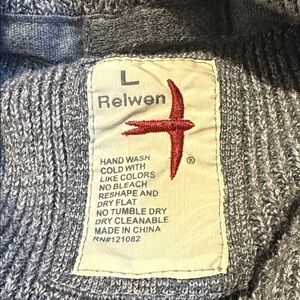 L
Relwen
®
HAND WASH
COLD WITH
LIKE COLORS
NO BLEACH
RESHAPE AND
DRY FLAT
NO TUMBLE DRY
DRY CLEANABLE
MADE IN CHINA
RN#121082